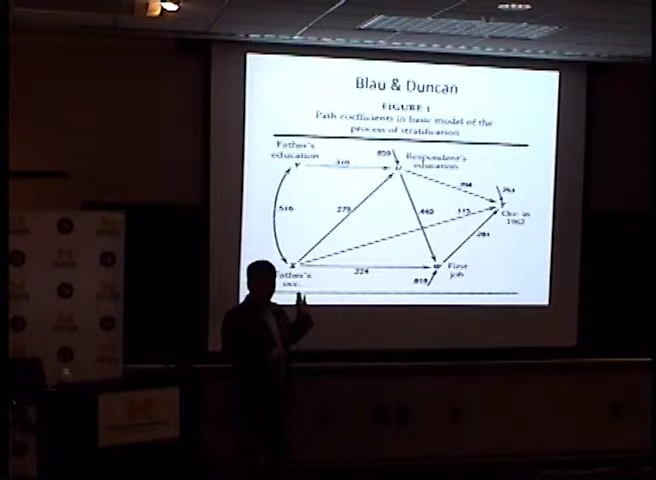 Blau & Duncan
FIGURE 1
Path coefficients in basic model of the
process of stratification
Father's
education
V
.310
.859
U
Respondent's
education
.394
.753
Y
Occ. in
1962
.516
.279
.440
.115
.281
X
Father's
occ.
.224
W
First
job
.818